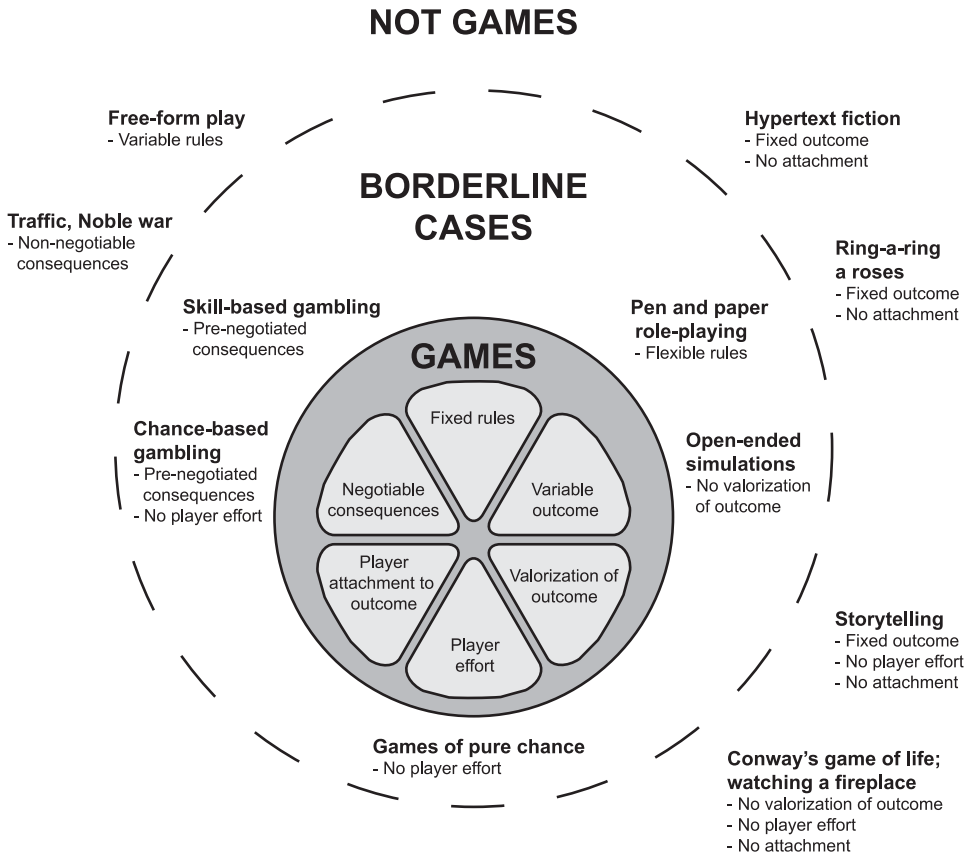 NOT GAMES
Free-form play
- Variable rules
Hypertext fiction
- Fixed outcome
- No attachment
BORDERLINE
CASES
Traffic, Noble war
- Non-negotiable
consequences
Ring-a-ring
a roses
- Fixed outcome
- No attachment
Skill-based gambling
- Pre-negotiated
consequences
Pen and paper
role-playing
- Flexible rules
GAMES
Fixed rules
Chance-based
gambling
- Pre-negotiated
consequences
- No player effort
Negotiable
consequences
Variable
outcome
Open-ended
simulations
- No valorization
of outcome
Player
attachment to
outcome
Valorization of
outcome
Player
effort
Storytelling
- Fixed outcome
- No player effort
- No attachment
Games of pure chance
- No player effort
Conway's game of life;
watching a fireplace
- No valorization of outcome
- No player effort
- No attachment